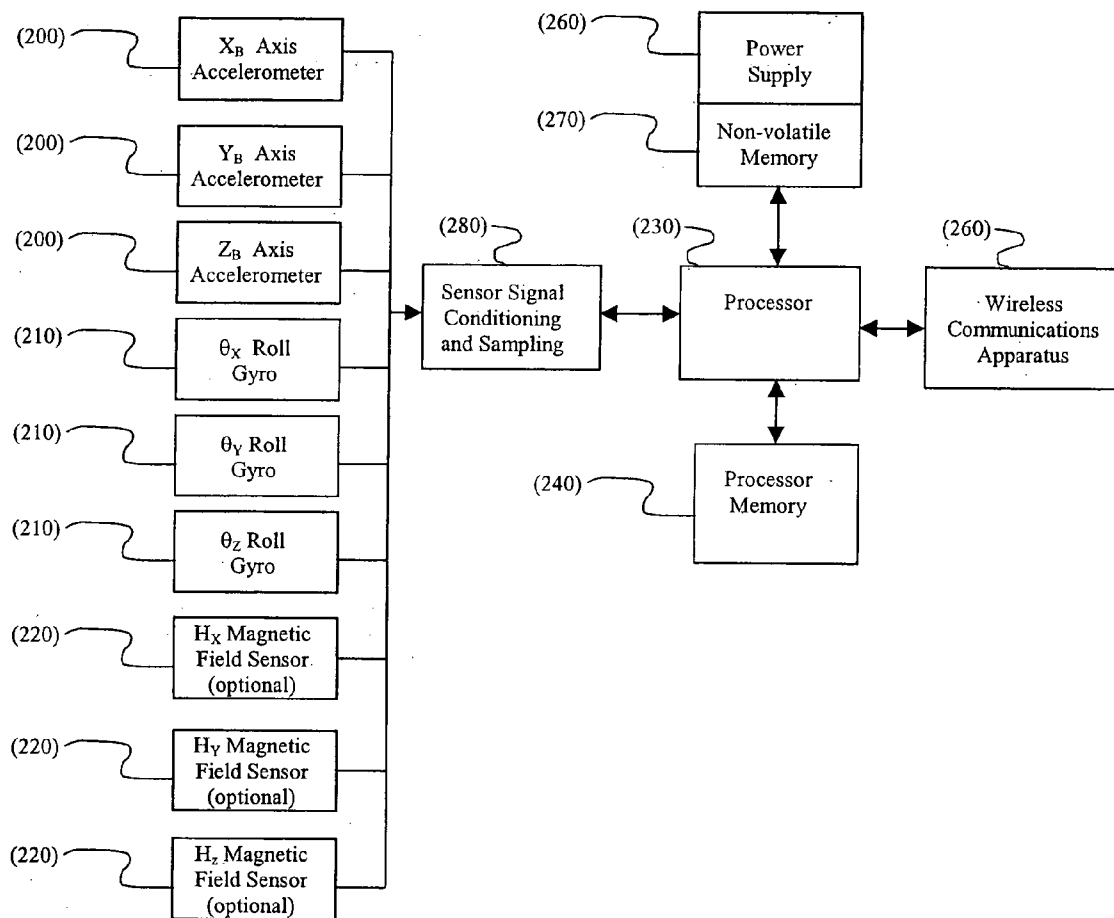 (200)
X_B Axis
Accelerometer
(200)
Y_B Axis
Accelerometer
(200)
Z_B Axis
Accelerometer
(210)
θ_X Roll
Gyro
(210)
θ_Y Roll
Gyro
(210)
θ_Z Roll
Gyro
(220)
H_X Magnetic
Field Sensor
(optional)
(220)
H_Y Magnetic
Field Sensor
(optional)
(220)
H_z Magnetic
Field Sensor
(optional)
(280)
Sensor Signal
Conditioning
and Sampling
(260)
Power
Supply
(270)
Non-volatile
Memory
(230)
Processor
(240)
Processor
Memory
(260)
Wireless
Communications
Apparatus